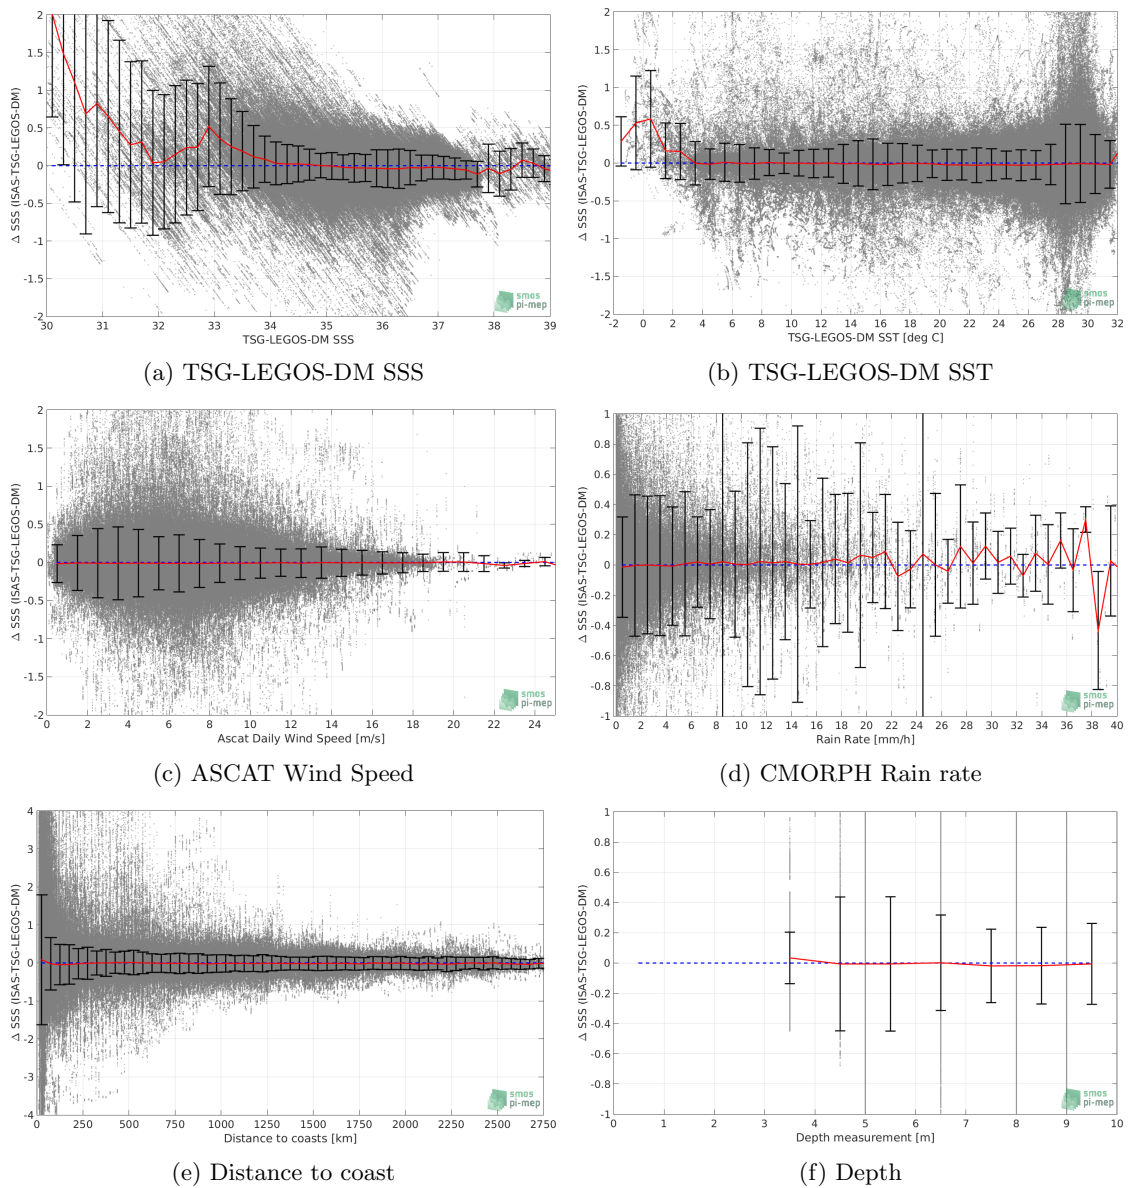 2
1.5
1
0.5
0
-0.5
-1
-1.5
-2
Δ SSS (ISAS-TSG-LEGOS-DM)
30 31 32 33 34 35 36 37 38 39
TSG-LEGOS-DM SSS
smos
pi-mep
(a) TSG-LEGOS-DM SSS
2
1.5
1
0.5
0
-0.5
-1
-1.5
-2
Δ SSS (ISAS-TSG-LEGOS-DM)
-2 0 2 4 6 8 10 12 14 16 18 20 22 24 26 28 30 32
TSG-LEGOS-DM SST [deg C]
smos
pi-mep
(b) TSG-LEGOS-DM SST
2
1.5
1
0.5
0
-0.5
-1
-1.5
-2
Δ SSS (ISAS-TSG-LEGOS-DM)
0 2 4 6 8 10 12 14 16 18 20 22 24
Ascat Daily Wind Speed [m/s]
smos
pi-mep
(c) ASCAT Wind Speed
1
0.8
0.6
0.4
0.2
0
-0.2
-0.4
-0.6
-0.8
-1
Δ SSS (ISAS-TSG-LEGOS-DM)
0 2 4 6 8 10 12 14 16 18 20 22 24 26 28 30 32 34 36 38 40
Rain Rate [mm/h]
smos
pi-mep
(d) CMORPH Rain rate
4
3
2
1
0
-1
-2
-3
-4
Δ SSS (ISAS-TSG-LEGOS-DM)
0 250 500 750 1000 1250 1500 1750 2000 2250 2500 2750
Distance to coasts [km]
smos
pi-mep
(e) Distance to coast
1
0.8
0.6
0.4
0.2
0
-0.2
-0.4
-0.6
-0.8
-1
Δ SSS (ISAS-TSG-LEGOS-DM)
0 1 2 3 4 5 6 7 8 9 10
Depth measurement [m]
smos
pi-mep
(f) Depth